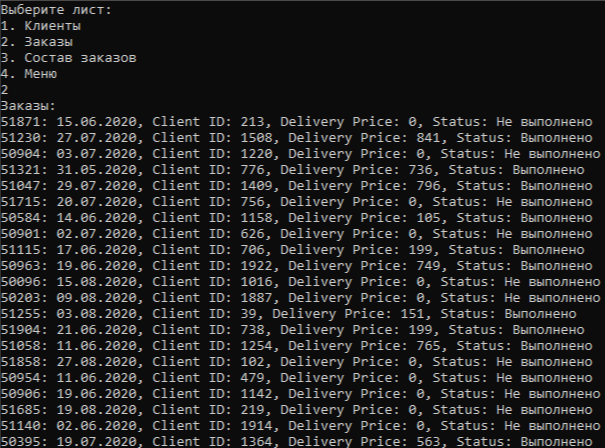 Выберите лист:
1. Клиенты
2. Заказы
3. Состав заказов
4. Меню
2
Заказы:
51871: 15.06.2020, Client ID: 213, Delivery Price: 0, Status: Не выполнено
51230: 27.07.2020, Client ID: 1508, Delivery Price: 841, Status: Выполнено
50904: 03.07.2020, Client ID: 1220, Delivery Price: 0, Status: Не выполнено
51321: 31.05.2020, Client ID: 776, Delivery Price: 736, Status: Выполнено
51047: 29.07.2020, Client ID: 1409, Delivery Price: 796, Status: Выполнено
51715: 20.07.2020, Client ID: 756, Delivery Price: 0, Status: Не выполнено
50584: 14.06.2020, Client ID: 1158, Delivery Price: 105, Status: Выполнено
50901: 02.07.2020, Client ID: 626, Delivery Price: 0, Status: Не выполнено
51115: 17.06.2020, Client ID: 706, Delivery Price: 199, Status: Выполнено
50963: 19.06.2020, Client ID: 1922, Delivery Price: 749, Status: Выполнено
50096: 15.08.2020, Client ID: 1016, Delivery Price: 0, Status: Не выполнено
50203: 09.08.2020, Client ID: 1887, Delivery Price: 0, Status: Не выполнено
51255: 03.08.2020, Client ID: 39, Delivery Price: 151, Status: Выполнено
51904: 21.06.2020, Client ID: 738, Delivery Price: 199, Status: Выполнено
51058: 11.06.2020, Client ID: 1254, Delivery Price: 765, Status: Выполнено
51858: 27.08.2020, Client ID: 102, Delivery Price: 0, Status: Не выполнено
50954: 11.06.2020, Client ID: 479, Delivery Price: 0, Status: Не выполнено
50906: 19.06.2020, Client ID: 1142, Delivery Price: 0, Status: Не выполнено
51685: 19.08.2020, Client ID: 219, Delivery Price: 0, Status: Не выполнено
51140: 02.06.2020, Client ID: 1914, Delivery Price: 0, Status: Не выполнено
50395: 19.07.2020, Client ID: 1364, Delivery Price: 563, Status: Выполнено